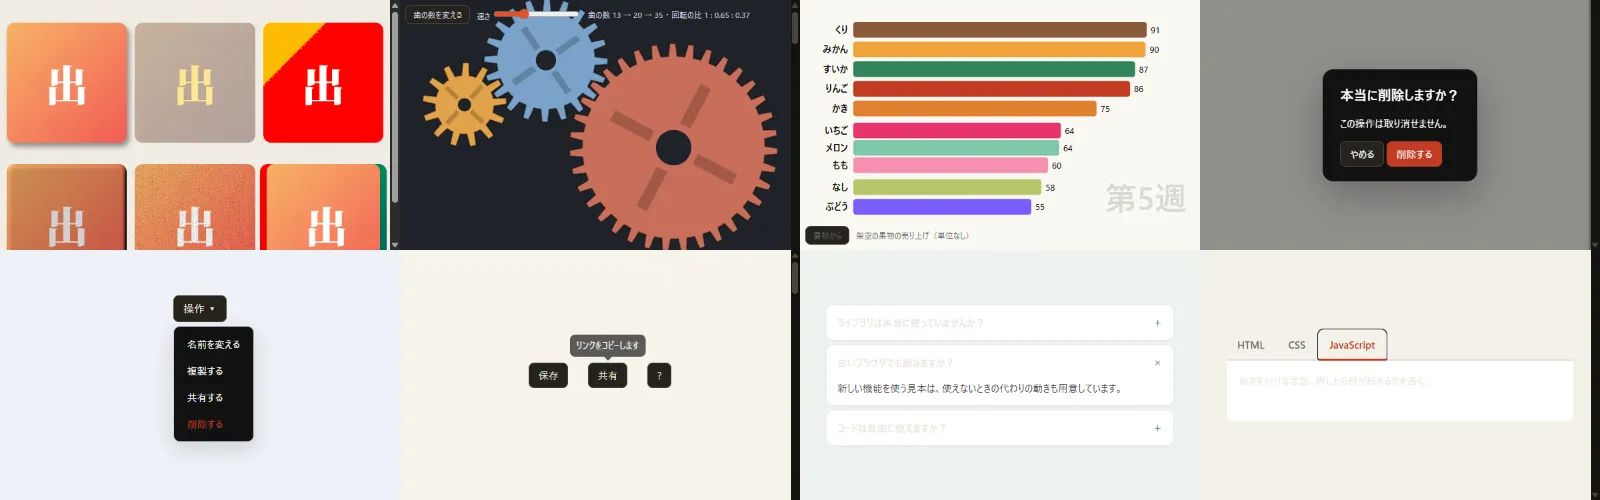 出
出
出
出
出
出
歯の数を変える
速さ
歯の数 13 → 20 → 35・回転の比 1 : 0.65 : 0.37
くり 91
みかん 90
すいか 87
りんご 86
かき 75
いちご 64
メロン 64
もも 60
なし 58
ぶどう 55
第5週
最初から
架空の果物の売り上げ（単位なし）
本当に削除しますか？
この操作は取り消せません。
やめる
削除する
操作 ▼
名前を変える
複製する
共有する
削除する
リンクをコピーします
保存
共有
?
ライブラリは本当に使っていませんか？ +
古いブラウザでも動きますか？ ×
新しい機能を使う見本は、使えないときの代わりの動きも用意しています。
コードは自由に使えますか？ +
HTML
CSS
JavaScript
動きを付ける言語。押したら何が起きるかを書く。